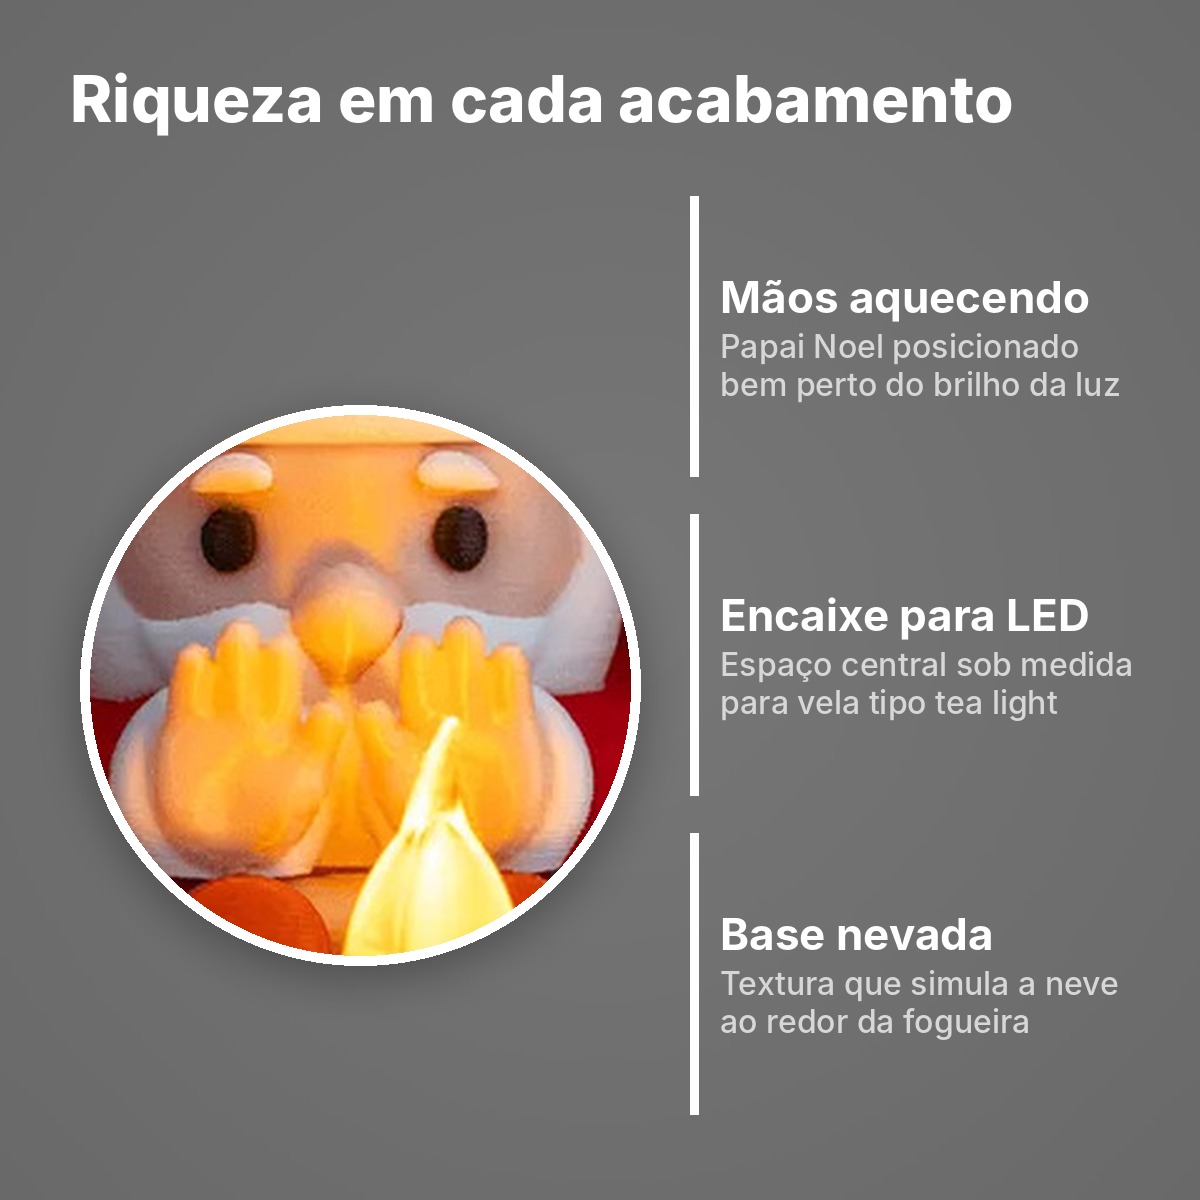 Riqueza em cada acabamento
Mãos aquecendo
Papai Noel posicionado
bem perto do brilho da luz
Encaixe para LED
Espaço central sob medida
para vela tipo tea light
Base nevada
Textura que simula a neve
ao redor da fogueira